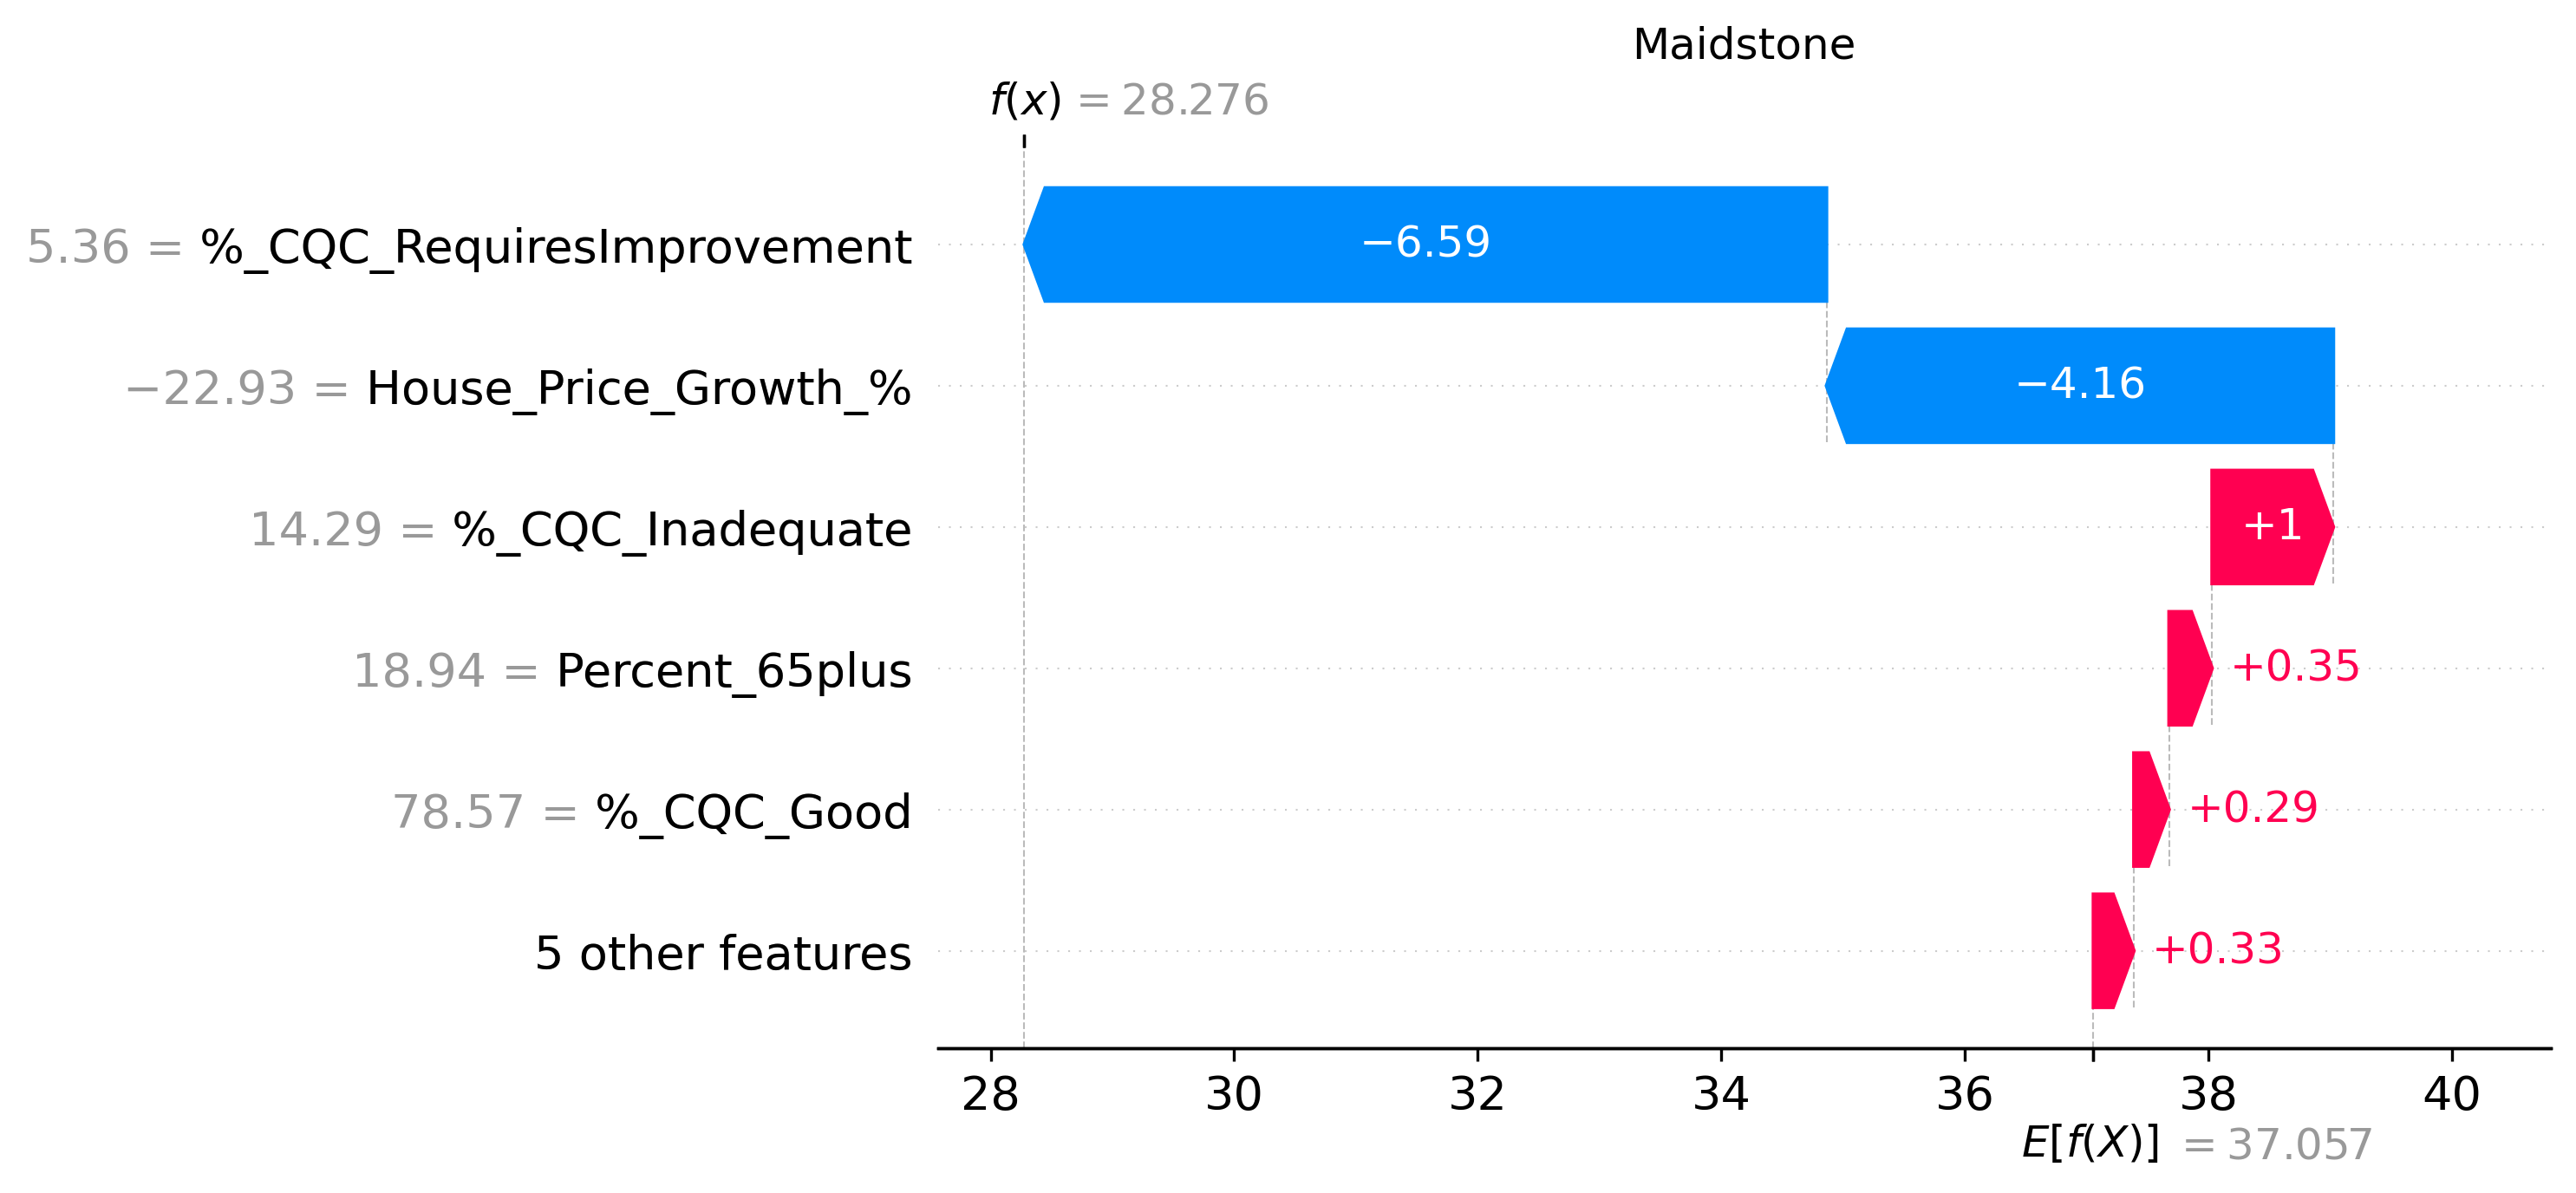 Maidstone
f(x) = 28.276
5.36 = %_CQC_RequiresImprovement
−6.59
−22.93 = House_Price_Growth_%
−4.16
14.29 = %_CQC_Inadequate
+1
18.94 = Percent_65plus
+0.35
78.57 = %_CQC_Good
+0.29
5 other features
+0.33
28 30 32 34 36 38 40
E[f(X)] = 37.057